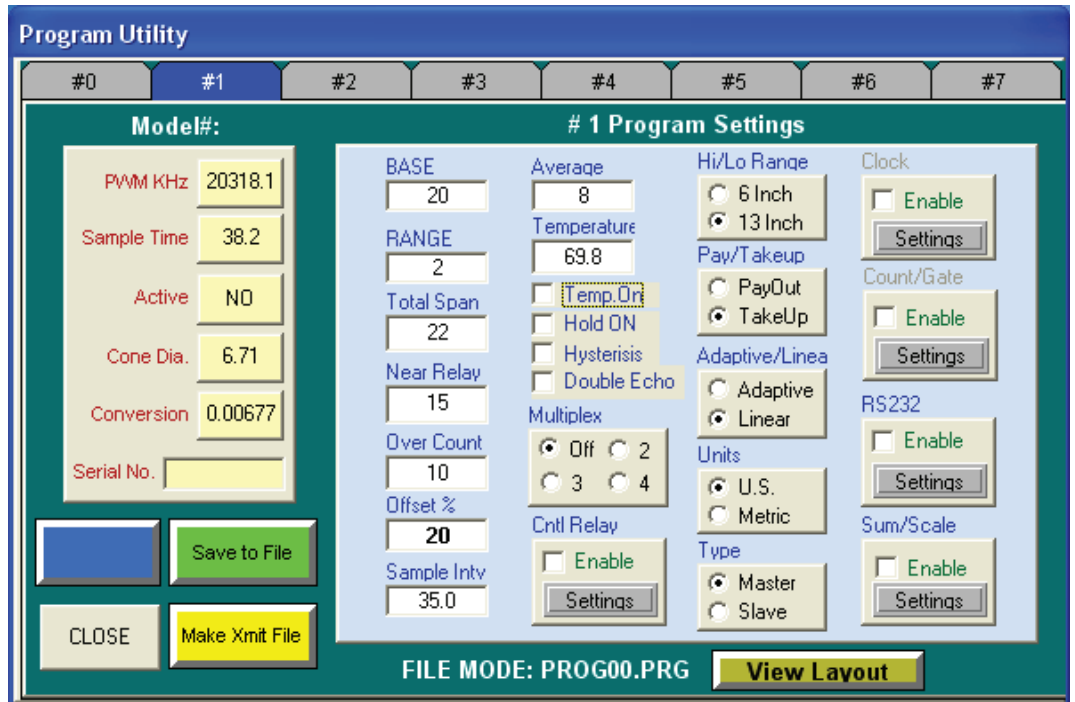 Program Utility
#0 #1 #2 #3 #4 #5 #6 #7
Model#:
PWM KHz 20318.1
Sample Time 38.2
Active NO
Cone Dia. 6.71
Conversion 0.00677
Serial No.
Save to File
CLOSE
Make Xmit File
# 1 Program Settings
BASE
20
RANGE
2
Total Span
22
Near Relay
15
Over Count
10
Offset %
20
Sample Intv
35.0
Average
8
Temperature
69.8
Temp.On
Hold ON
Hysterisis
Double Echo
Multiplex
Off 2
3 4
Cntl Relay
Enable
Settings
Hi/Lo Range
6 Inch
13 Inch
Pay/Takeup
PayOut
TakeUp
Adaptive/Linea
Adaptive
Linear
Units
U.S.
Metric
Type
Master
Slave
Clock
Enable
Settings
Count/Gate
Enable
Settings
RS232
Enable
Settings
Sum/Scale
Enable
Settings
FILE MODE: PROG00.PRG
View Layout